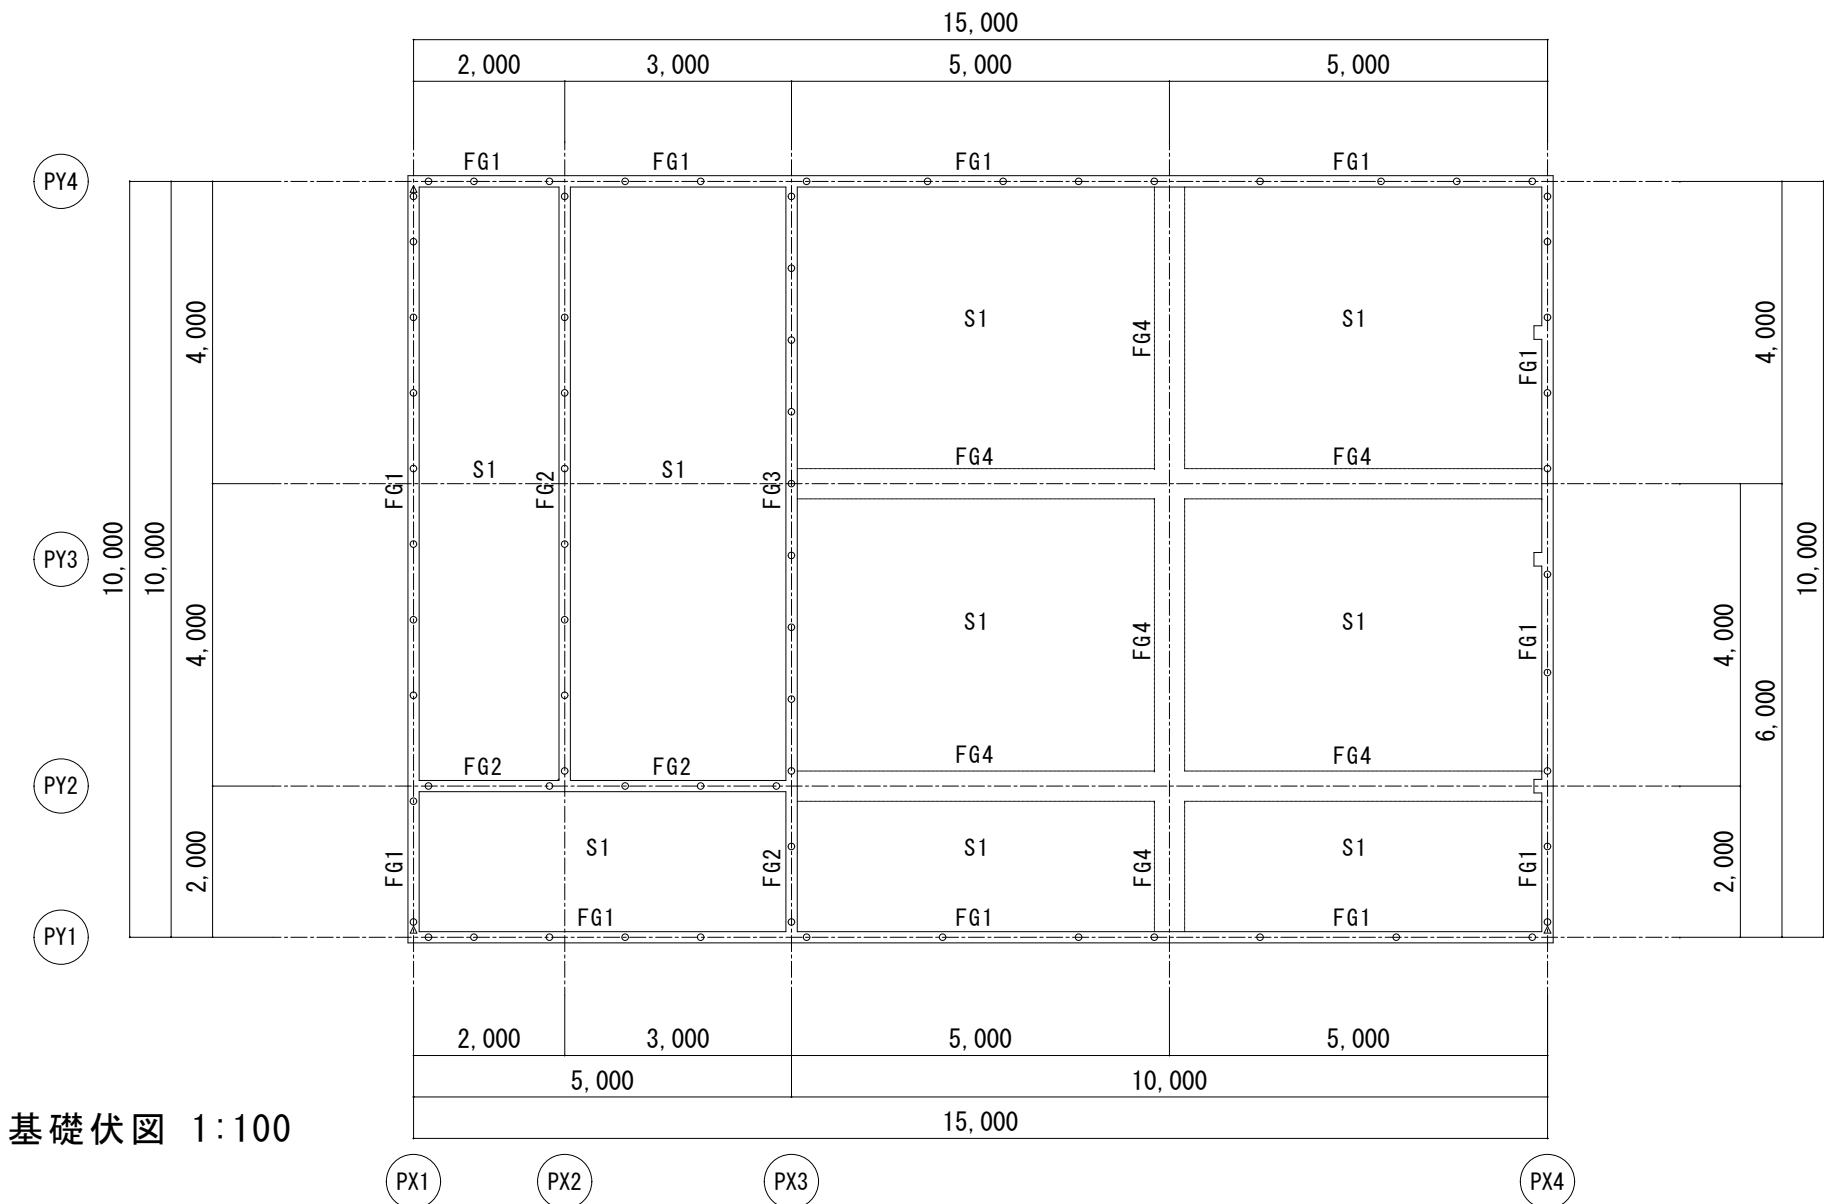 15,000
2,000 3,000 5,000 5,000
FG1 FG1 FG1 FG1
PY4
4,000 S1 FG4 S1 FG1 4,000
FG4 FG4
FG1 S1 FG2 S1 FG3
PY3
10,000 10,000 10,000
4,000 S1 FG4 S1 FG1 4,000
6,000
FG2 FG2 FG4 FG4
PY2
2,000 FG1 S1 FG2 S1 FG4 S1 FG1 2,000
FG1 FG1 FG1
PY1
2,000 3,000 5,000 5,000
5,000 10,000
15,000
基礎伏図 1:100
PX1 PX2 PX3 PX4